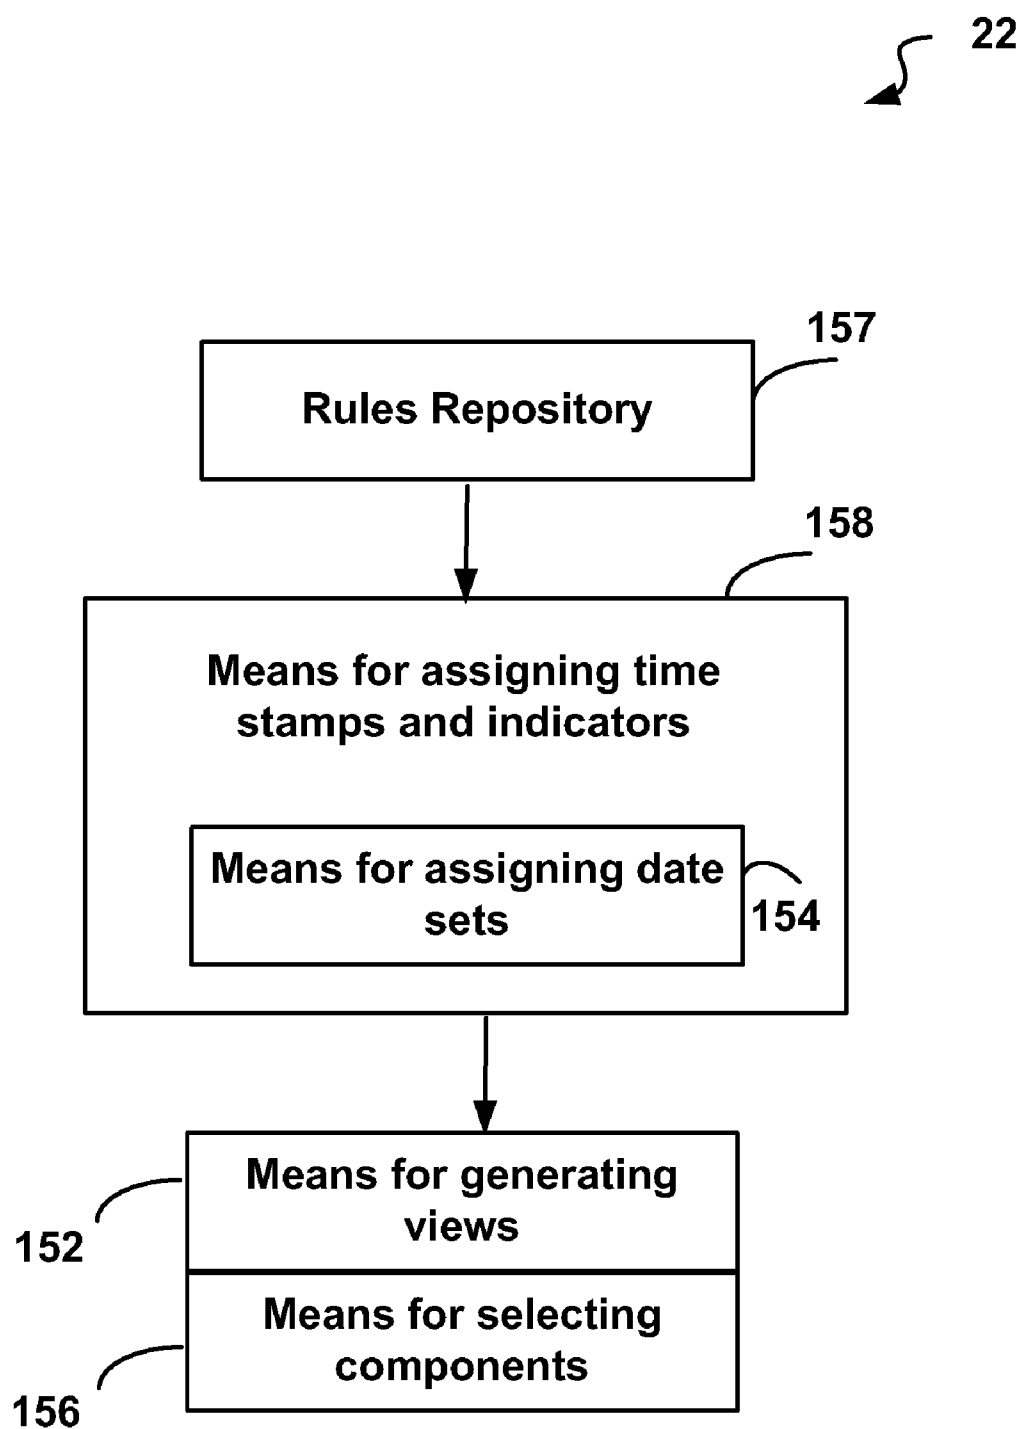 22
157
Rules Repository
158
Means for assigning time
stamps and indicators
Means for assigning date
sets
154
Means for generating
views
152
Means for selecting
components
156